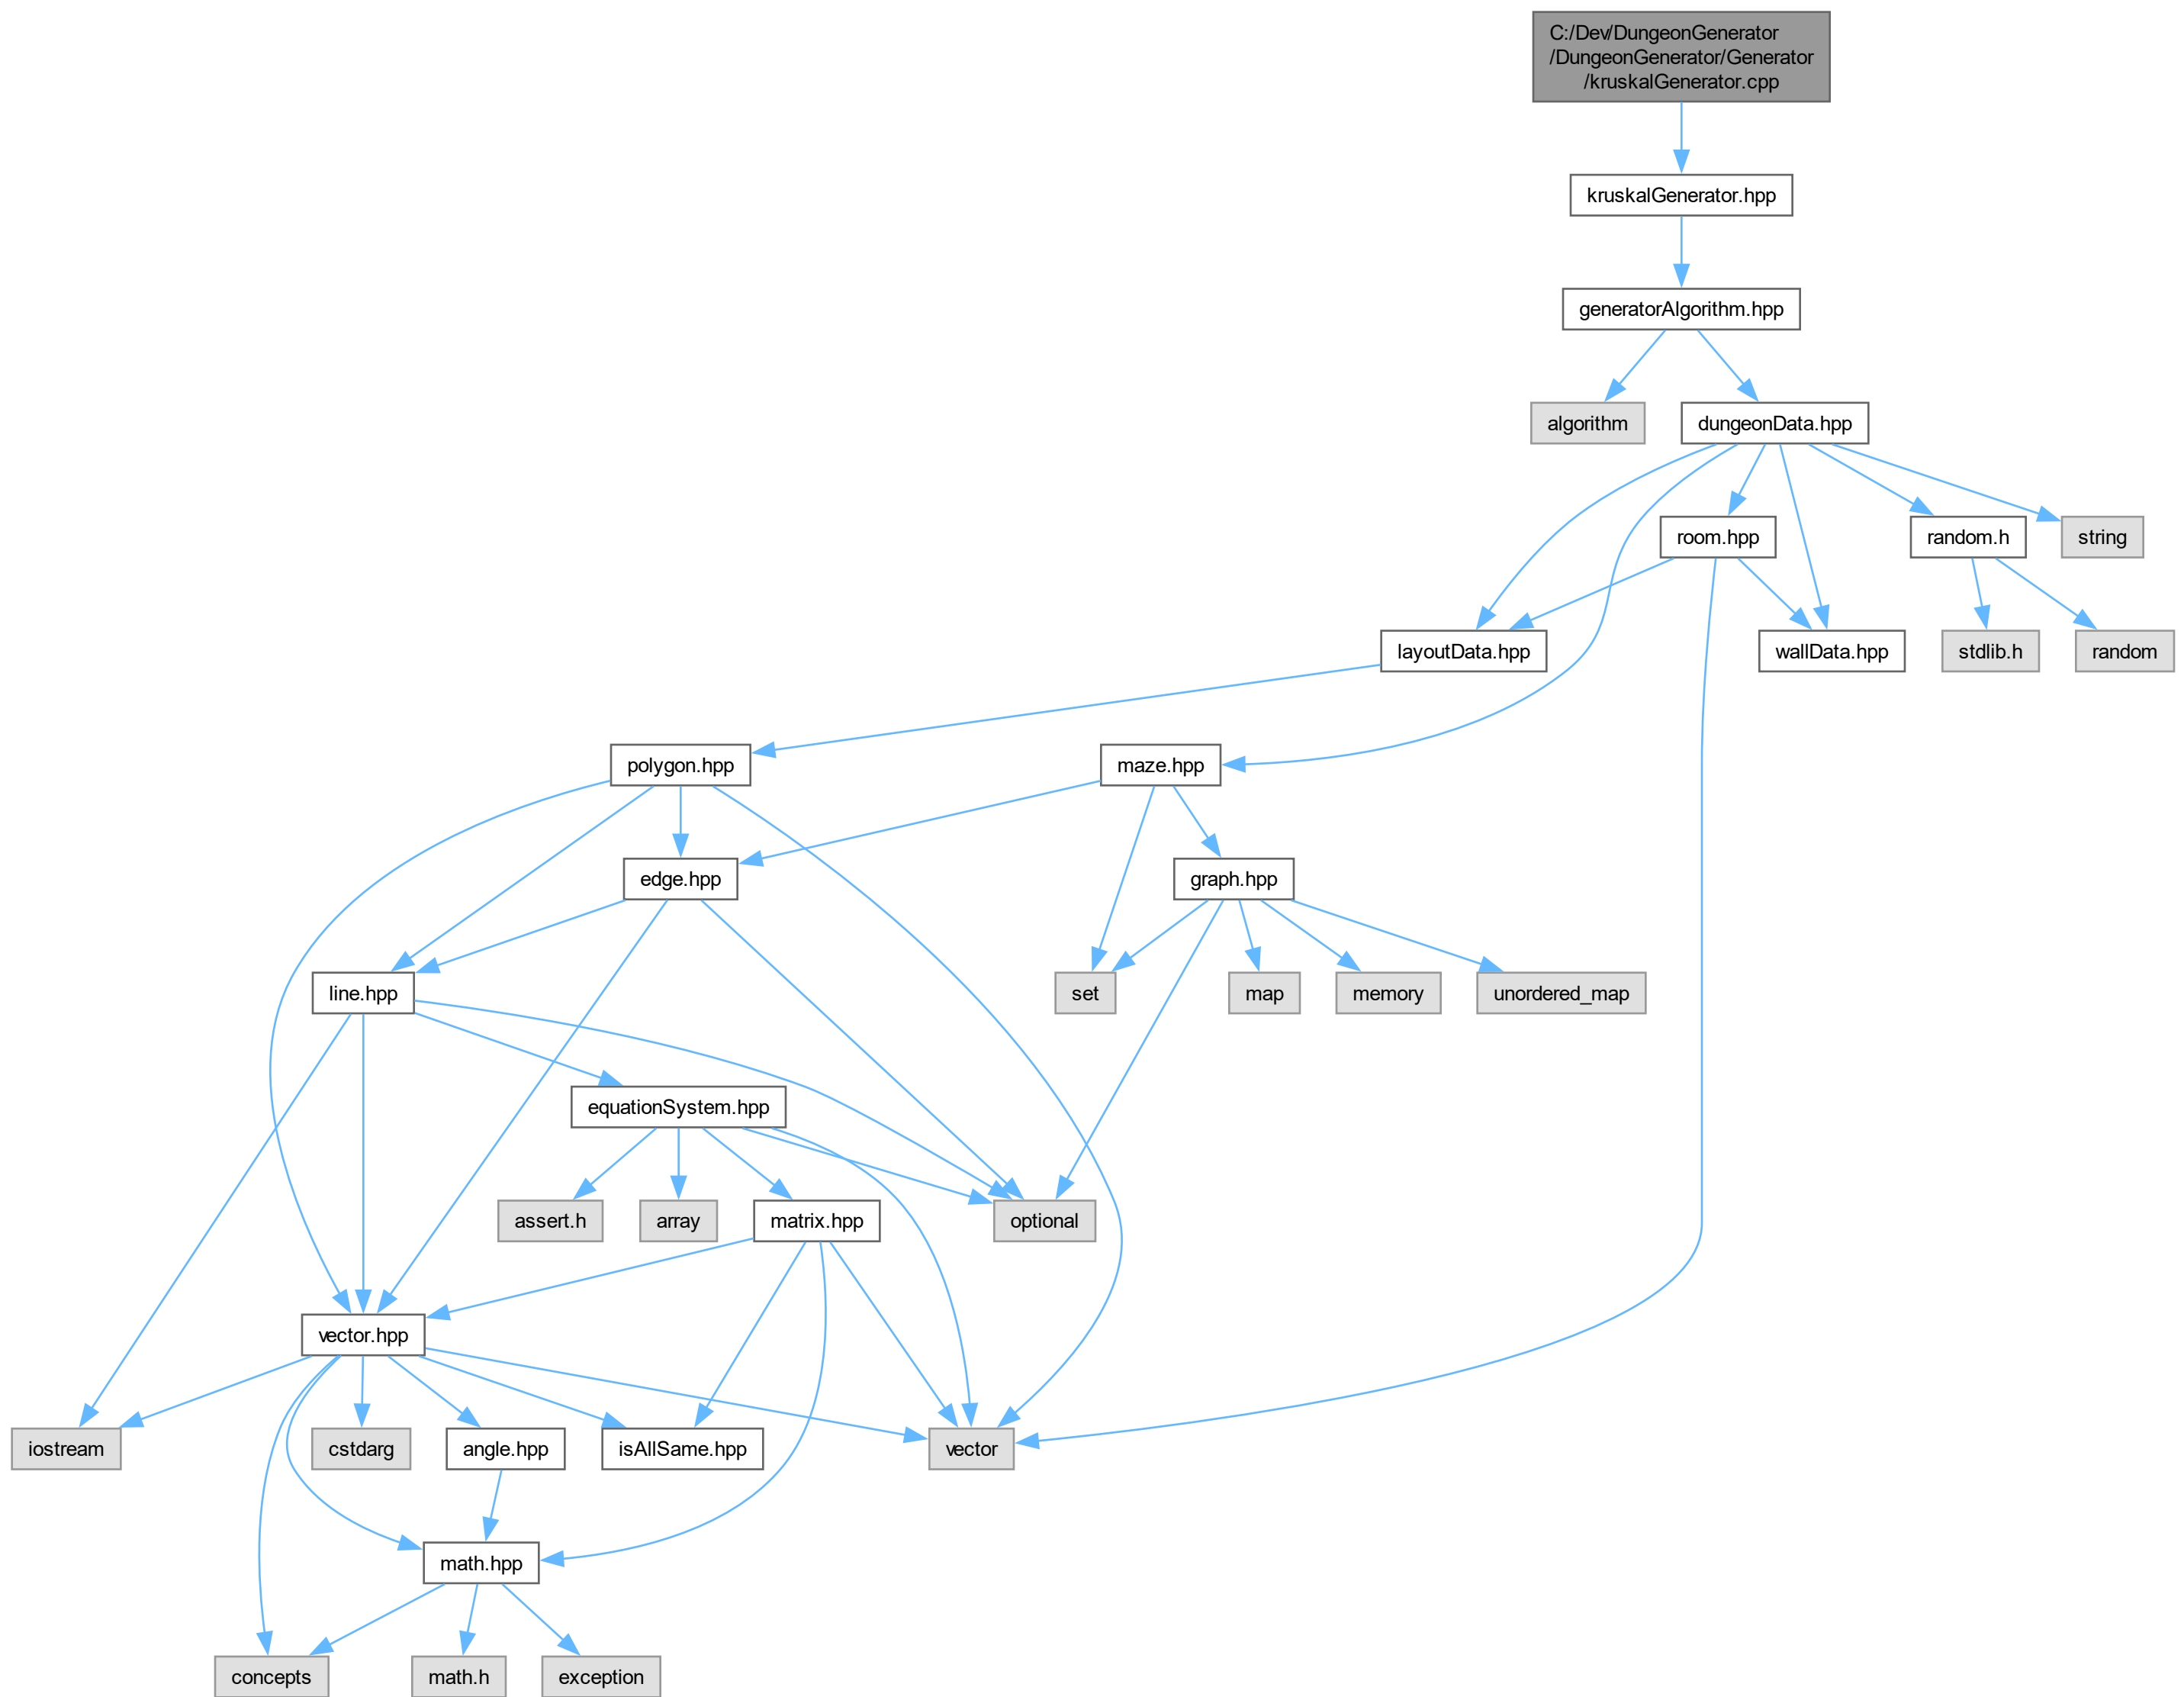 C:/Dev/DungeonGenerator
/DungeonGenerator/Generator
/kruskalGenerator.cpp
kruskalGenerator.hpp
generatorAlgorithm.hpp
algorithm
dungeonData.hpp
room.hpp
random.h
string
layoutData.hpp
wallData.hpp
stdlib.h
random
polygon.hpp
maze.hpp
edge.hpp
graph.hpp
line.hpp
set
map
memory
unordered_map
equationSystem.hpp
assert.h
array
matrix.hpp
optional
vector.hpp
iostream
cstdarg
angle.hpp
isAllSame.hpp
vector
math.hpp
concepts
math.h
exception